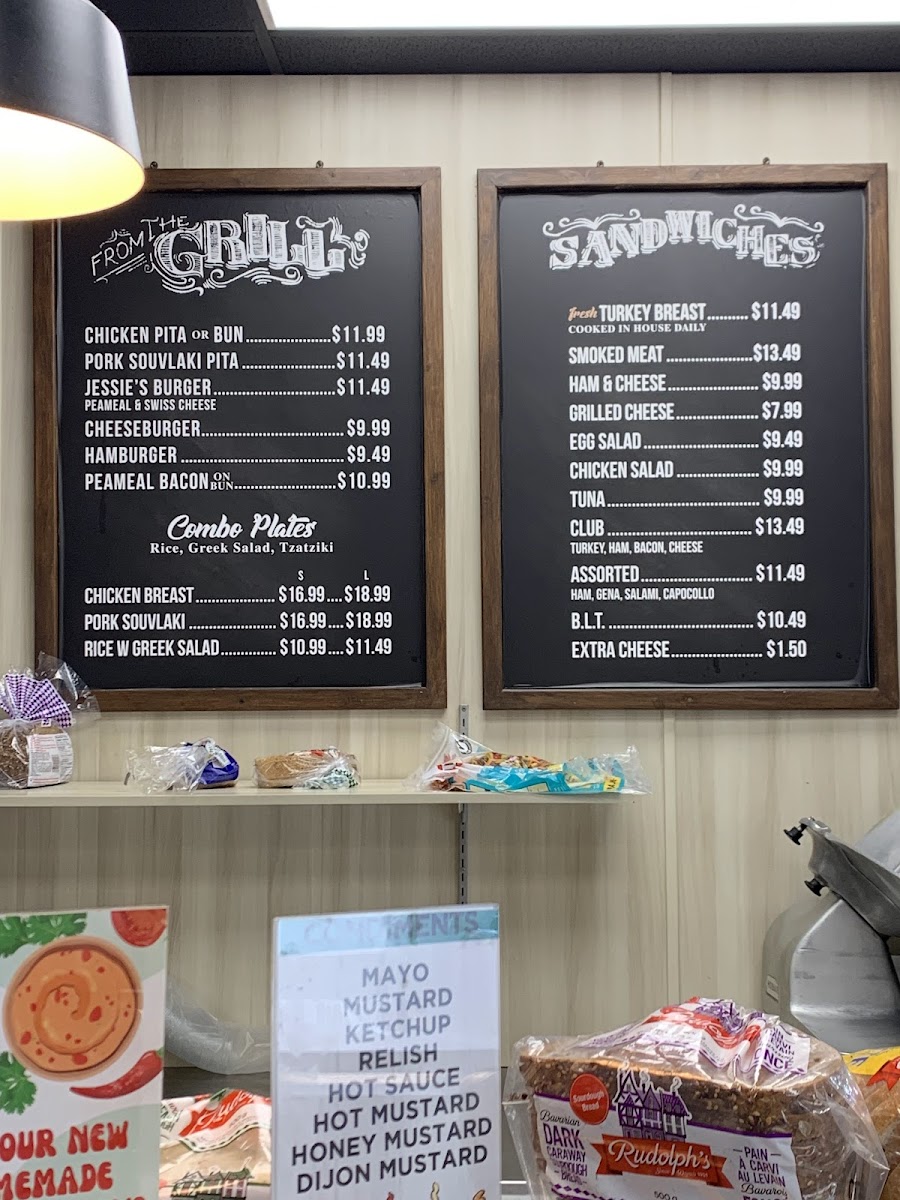 FROM THE
GRILL
CHICKEN PITA OR BUN.....................$11.99
PORK SOUVLAKI PITA.......................$11.49
JESSIE'S BURGER..............................$11.49
PEAMEAL & SWISS CHEESE
CHEESEBURGER...................................$9.99
HAMBURGER........................................$9.49
PEAMEAL BACON ON BUN.........................$10.99
Combo Plates
Rice, Greek Salad, Tzatziki
S L
CHICKEN BREAST....................$16.99....$18.99
PORK SOUVLAKI......................$16.99....$18.99
RICE W GREEK SALAD.............$10.99....$11.49
SANDWICHES
fresh TURKEY BREAST..........$11.49
COOKED IN HOUSE DAILY
SMOKED MEAT.....................$13.49
HAM & CHEESE......................$9.99
GRILLED CHEESE....................$7.99
EGG SALAD............................$9.49
CHICKEN SALAD....................$9.99
TUNA.....................................$9.99
CLUB....................................$13.49
TURKEY, HAM, BACON, CHEESE
ASSORTED...........................$11.49
HAM, GENA, SALAMI, CAPOCOLLO
B.L.T....................................$10.49
EXTRA CHEESE......................$1.50
CONDIMENTS
MAYO
MUSTARD
KETCHUP
RELISH
HOT SAUCE
HOT MUSTARD
HONEY MUSTARD
DIJON MUSTARD
OUR NEW
MEMADE
Sourdough
Bread
Bavarian
DARK
CARAWAY
SOURDOUGH
BREAD
Rudolph's
PAIN
À CARVI
AU LEVAIN
Bavarois
900 g